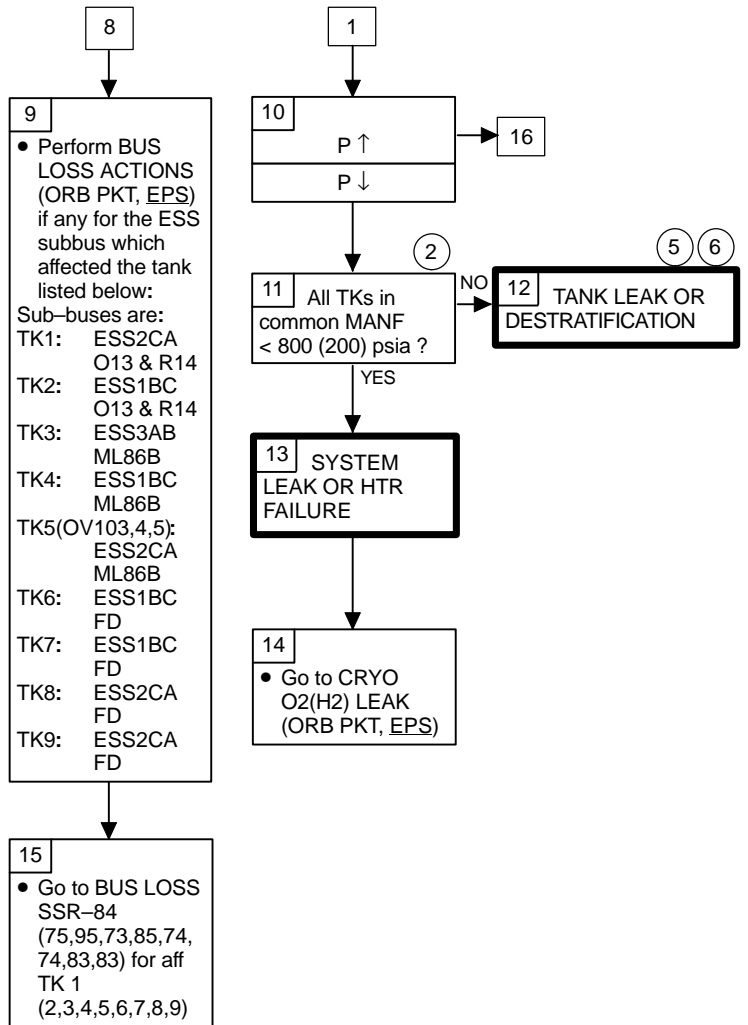 8
9
● Perform BUS
LOSS ACTIONS
(ORB PKT, EPS)
if any for the ESS
subbus which
affected the tank
listed below:
Sub–buses are:
TK1: ESS2CA
O13 & R14
TK2: ESS1BC
O13 & R14
TK3: ESS3AB
ML86B
TK4: ESS1BC
ML86B
TK5(OV103,4,5):
ESS2CA
ML86B
TK6: ESS1BC
FD
TK7: ESS1BC
FD
TK8: ESS2CA
FD
TK9: ESS2CA
FD
15
● Go to BUS LOSS
SSR–84
(75,95,73,85,74,
74,83,83) for aff
TK 1
(2,3,4,5,6,7,8,9)
1
10
P ↑
P ↓
16
2
11 All TKs in
common MANF
< 800 (200) psia ?
NO
YES
5 6
12 TANK LEAK OR
DESTRATIFICATION
13 SYSTEM
LEAK OR HTR
FAILURE
14
● Go to CRYO
O2(H2) LEAK
(ORB PKT, EPS)